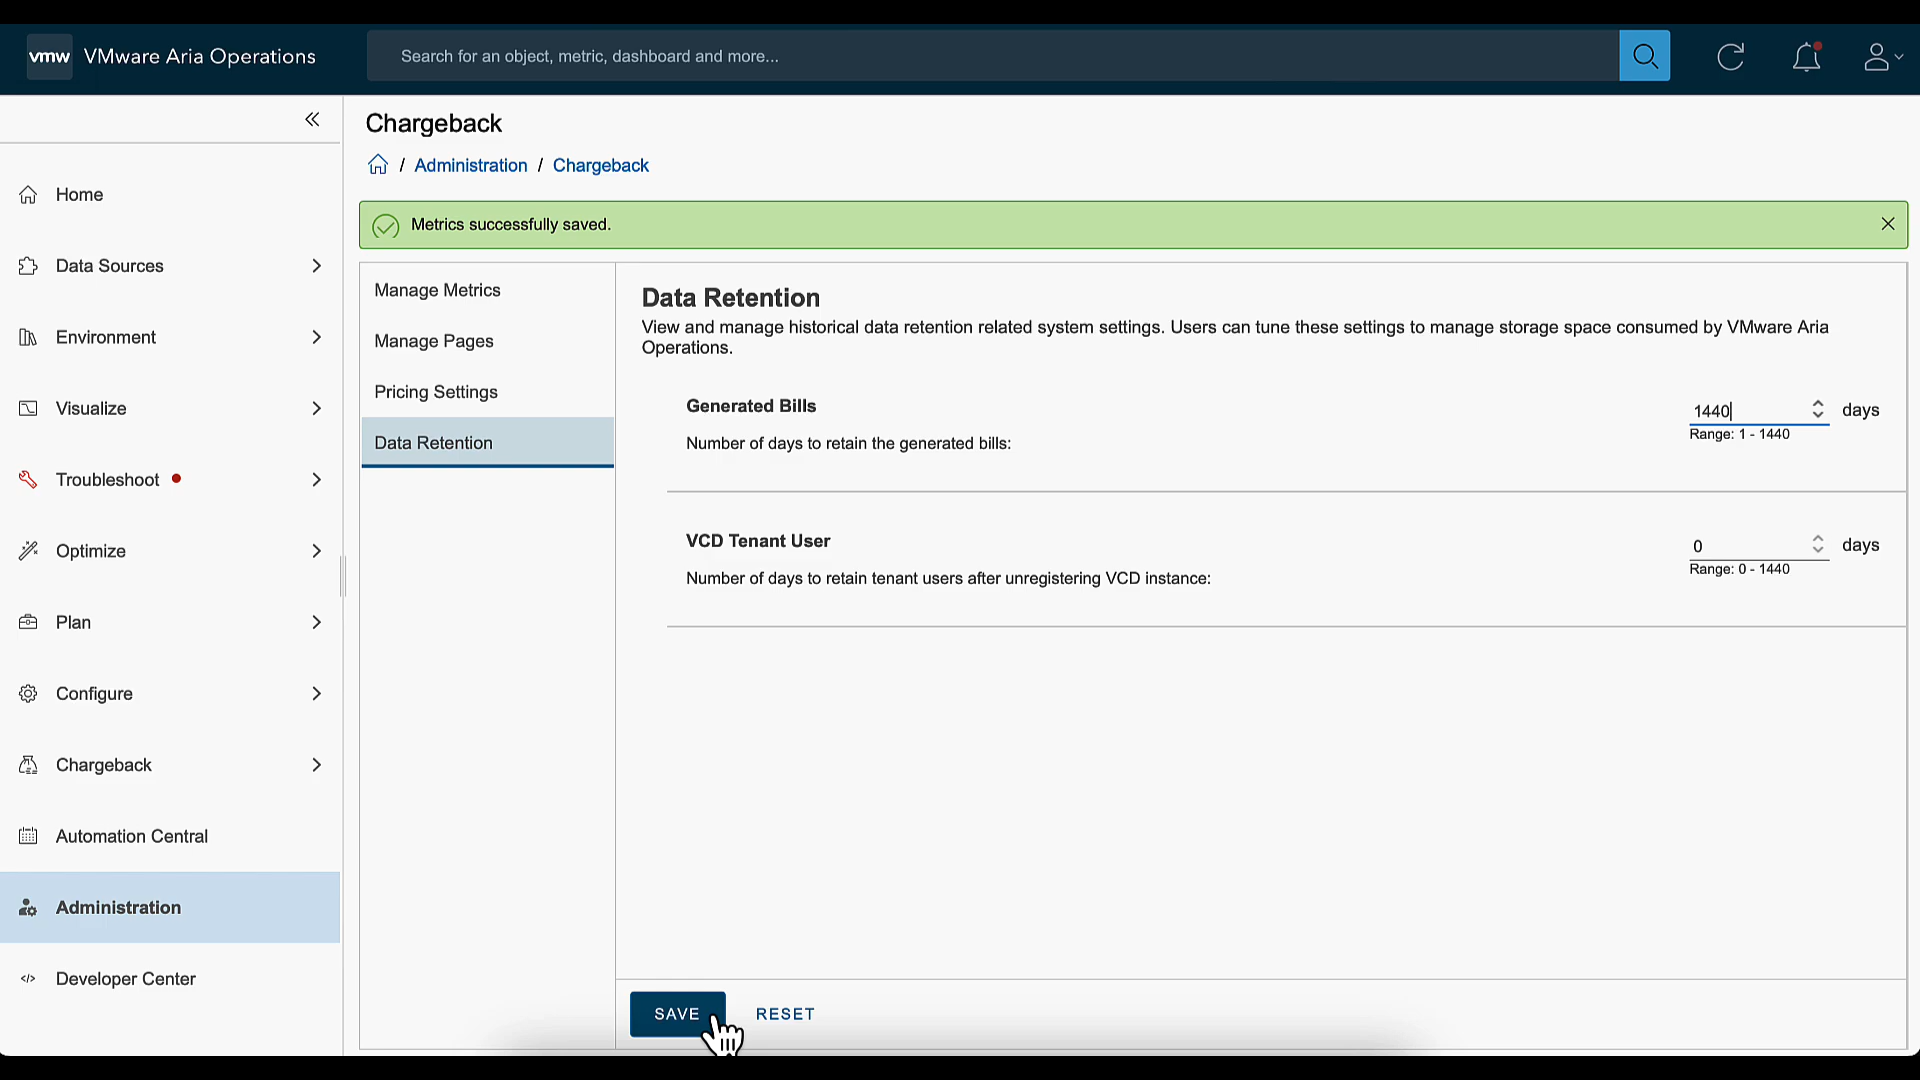 vmw VMware Aria Operations
Search for an object, metric, dashboard and more...
Chargeback
/ Administration / Chargeback
Home
Data Sources
Environment
Visualize
Troubleshoot
Optimize
Plan
Configure
Chargeback
Automation Central
Administration
</> Developer Center
Metrics successfully saved.
Manage Metrics
Manage Pages
Pricing Settings
Data Retention
Data Retention
View and manage historical data retention related system settings. Users can tune these settings to manage storage space consumed by VMware Aria
Operations.
Generated Bills
Number of days to retain the generated bills:
1440 days
Range: 1 - 1440
VCD Tenant User
Number of days to retain tenant users after unregistering VCD instance:
0 days
Range: 0 - 1440
SAVE RESET